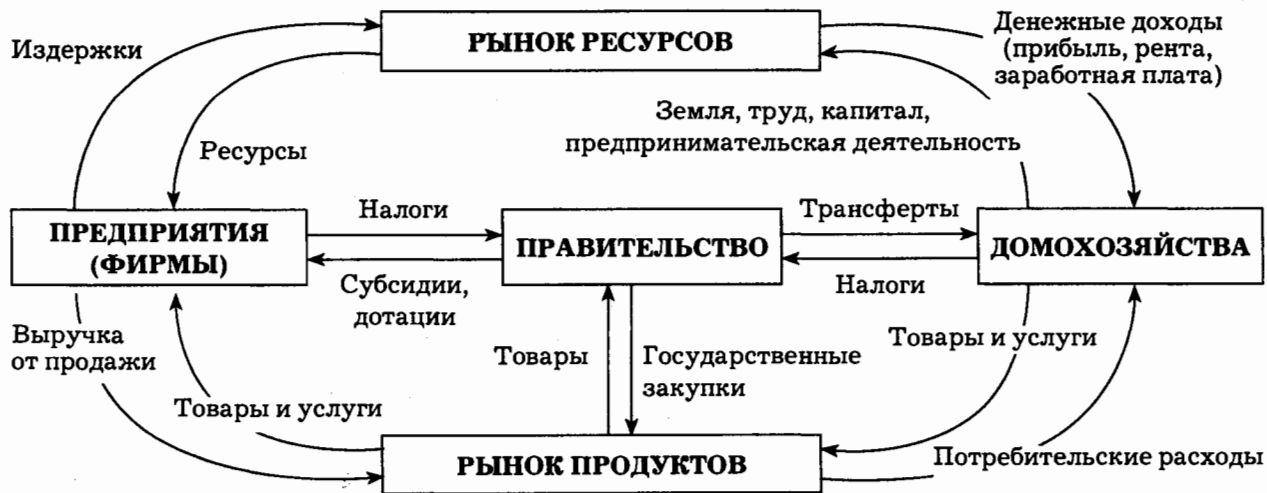 Издержки
РЫНОК РЕСУРСОВ
Денежные доходы
(прибыль, рента,
заработная плата)
Земля, труд, капитал,
предпринимательская деятельность
Ресурсы
ПРЕДПРИЯТИЯ
(ФИРМЫ)
Налоги
Субсидии,
дотации
ПРАВИТЕЛЬСТВО
Трансферты
Налоги
ДОМОХОЗЯЙСТВА
Выручка
от продажи
Товары
Государственные
закупки
Товары и услуги
Товары и услуги
РЫНОК ПРОДУКТОВ
Потребительские расходы